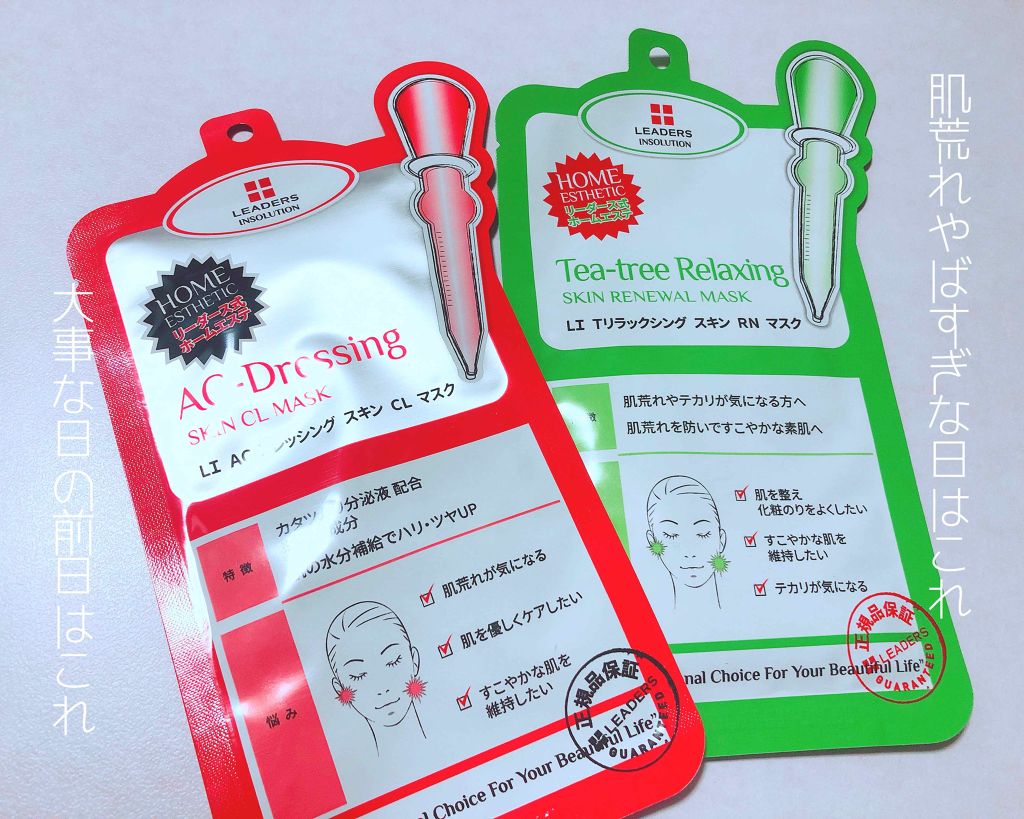 大事な日の前日はこれ
肌荒れやばすぎな日はこれ
LEADERS
INSOLUTION
HOME
ESTHETIC
リーダース式
ホームエステ
AC-Dressing
SKIN CL MASK
LI AC ッシング スキン CL マスク
特徴
カタツ 分泌液 配合
成分
の水分補給でハリ・ツヤUP
悩み
肌荒れが気になる
肌を優しくケアしたい
すこやかな肌を
維持したい
正規品保証
LEADERS
GUARANTEED
nal Choice For Your Beautiful Life"
LEADERS
INSOLUTION
HOME
ESTHETIC
リーダース式
ホームエステ
Tea-tree Relaxing
SKIN RENEWAL MASK
LI Tリラックシング スキン RN マスク
肌荒れやテカリが気になる方へ
肌荒れを防いですこやかな素肌へ
肌を整え
化粧のりをよくしたい
すこやかな肌を
維持したい
テカリが気になる
正規品保証
LEADERS
GUARANTEED
nal Choice For Your Beautiful Life"